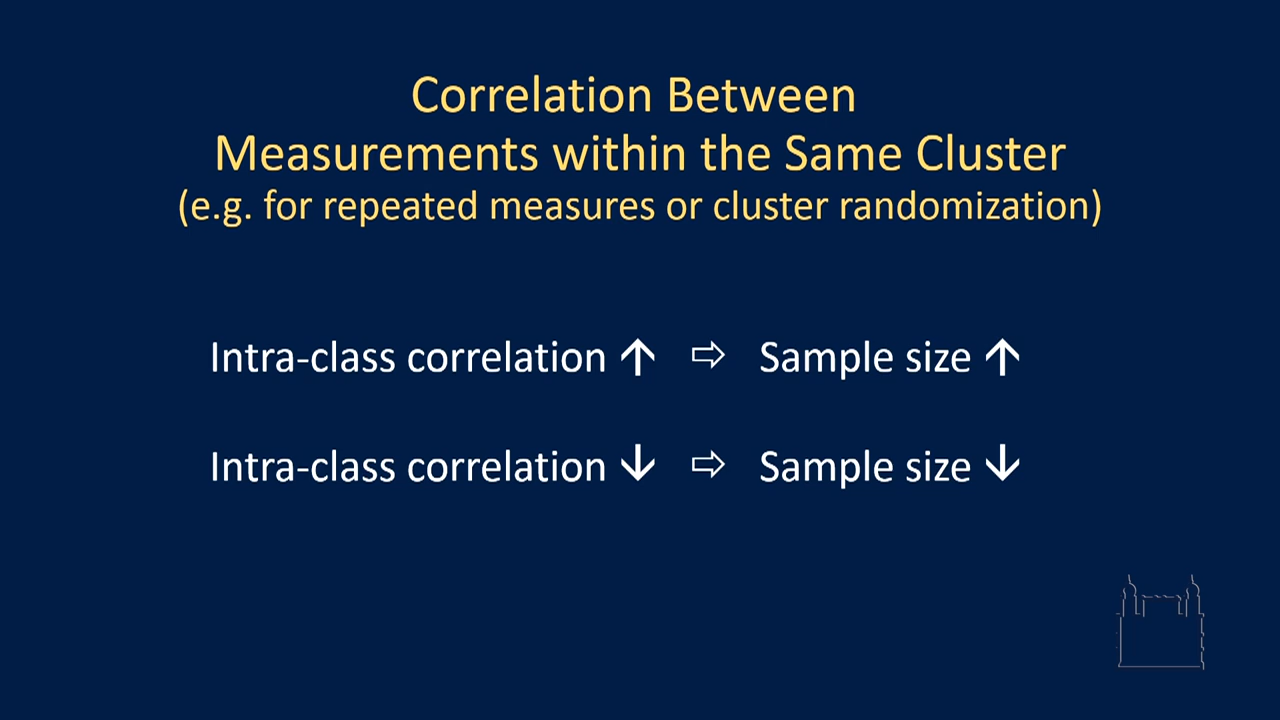 Correlation Between
Measurements within the Same Cluster
(e.g. for repeated measures or cluster randomization)
Intra-class correlation ↑ ⇨ Sample size ↑
Intra-class correlation ↓ ⇨ Sample size ↓